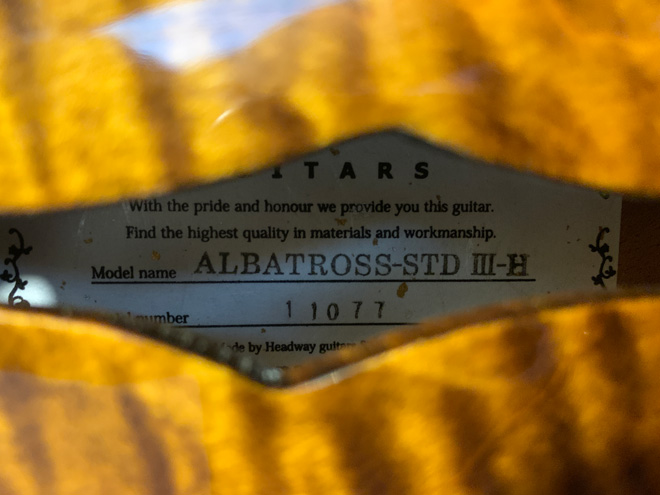 ITARS
With the pride and honour we provide you this guitar.
Find the highest quality in materials and workmanship.
Model name ALBATROSS-STD III-H
number 11077
by Headway